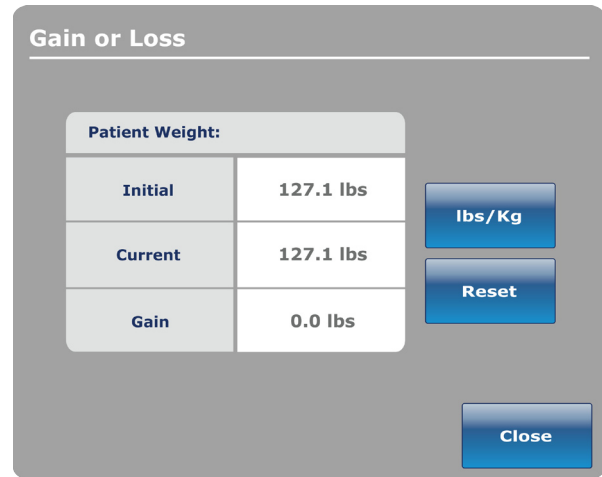 Gain or Loss
Patient Weight:
Initial 127.1 lbs
lbs/Kg
Current 127.1 lbs
Reset
Gain 0.0 lbs
Close